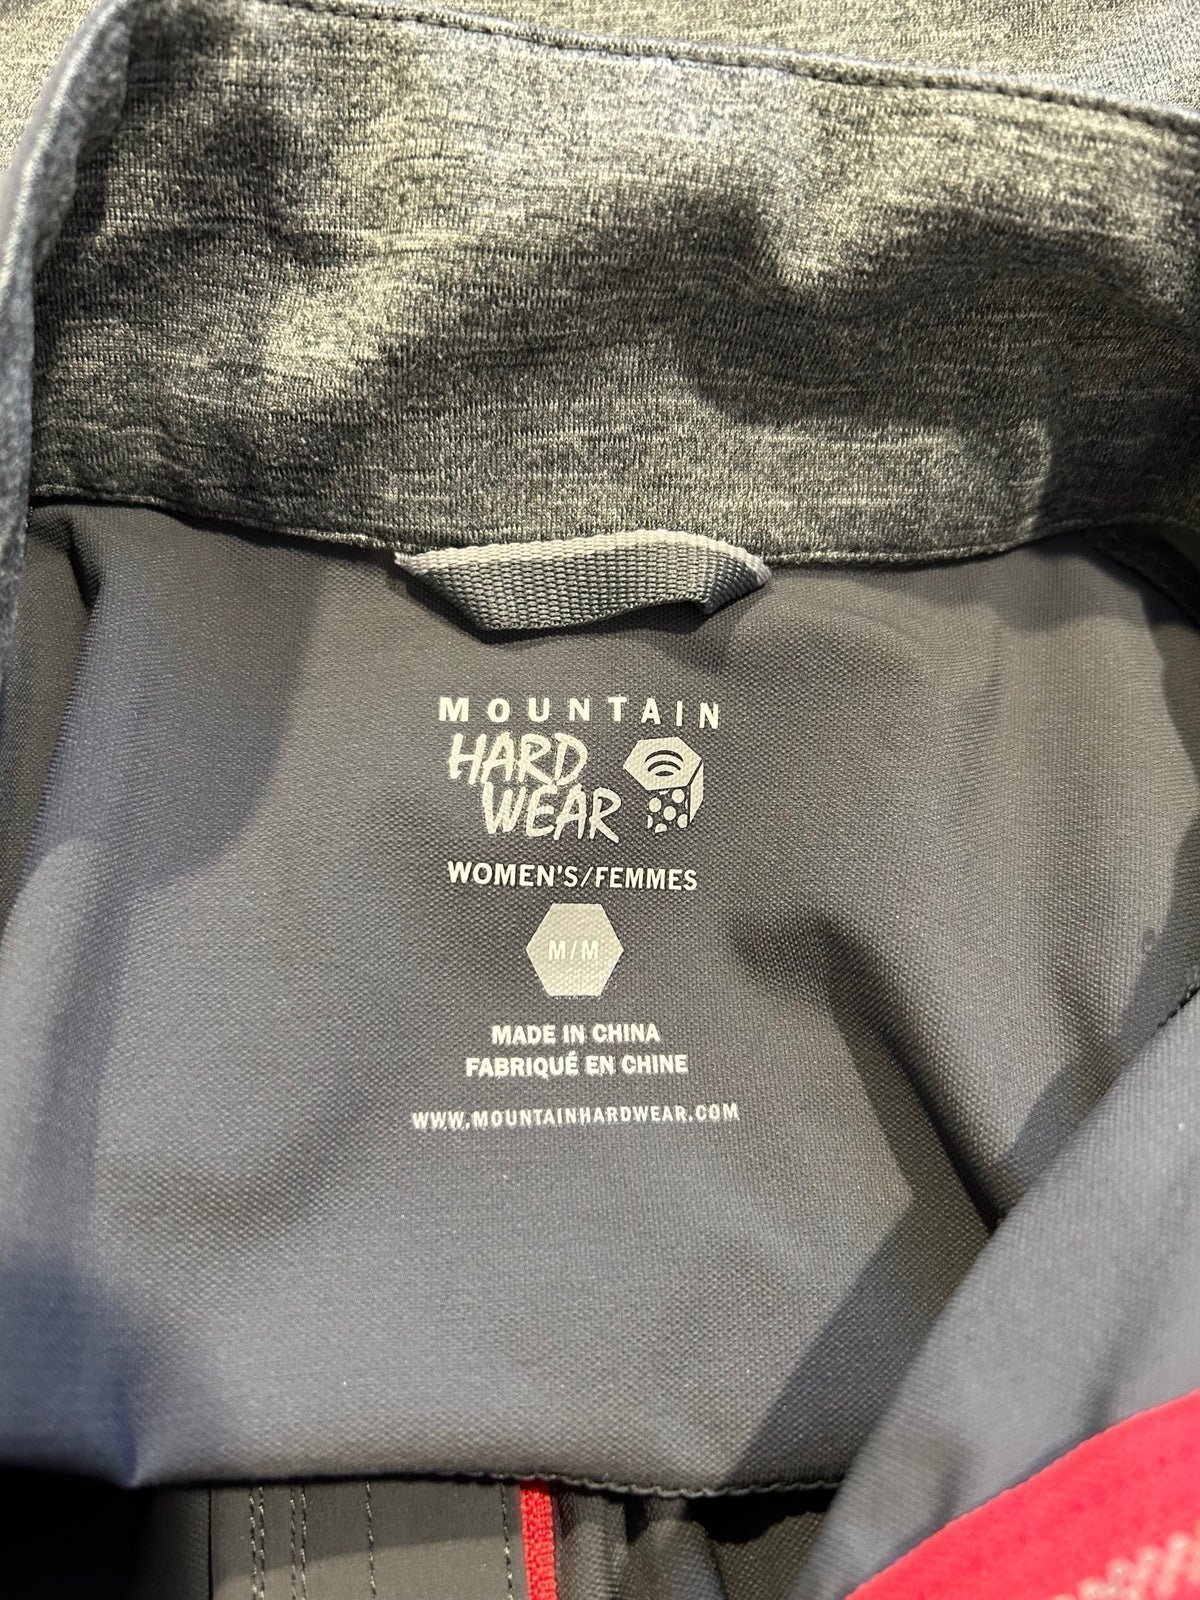 MOUNTAIN
HARD
WEAR
WOMEN'S/FEMMES
M/M
MADE IN CHINA
FABRIQUÉ EN CHINE
WWW.MOUNTAINHARDWEAR.COM